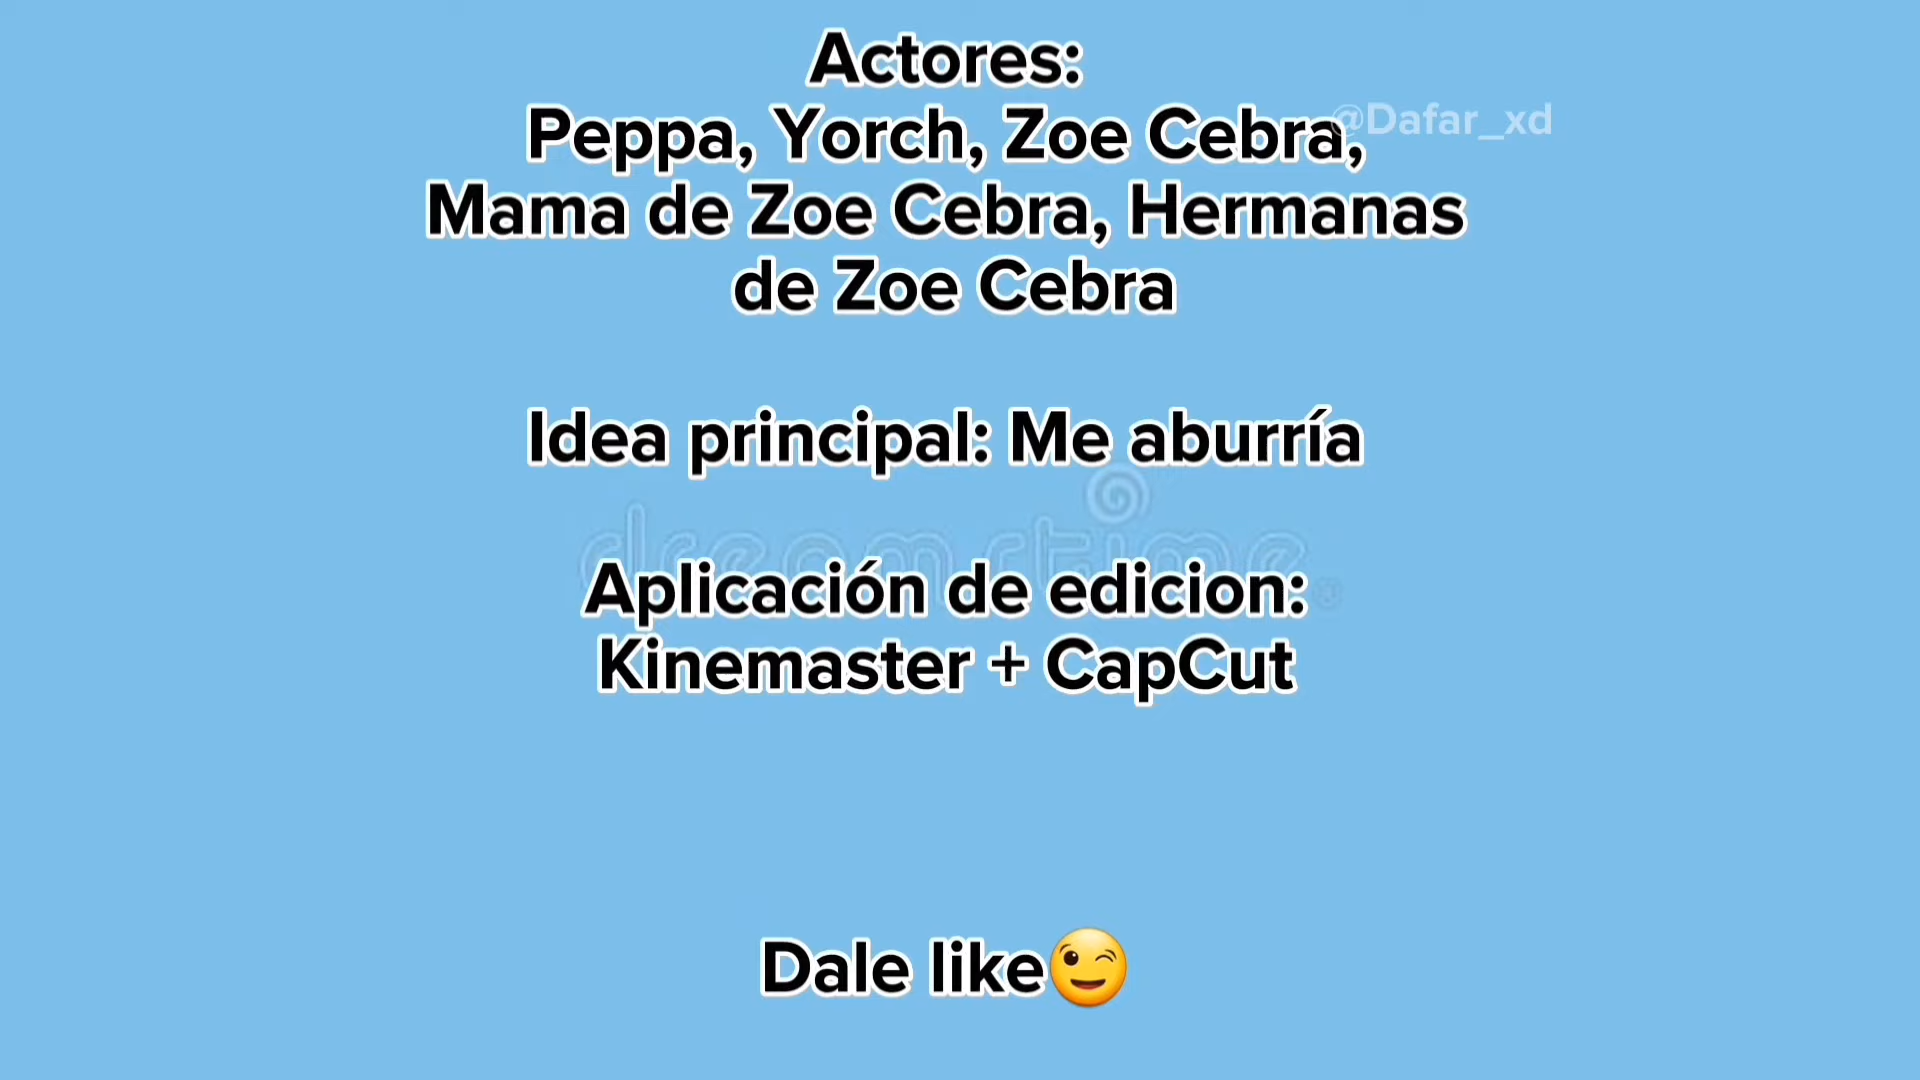 Actores:
@Dafar_xd
Peppa, Yorch, Zoe Cebra,
Mama de Zoe Cebra, Hermanas
de Zoe Cebra
Idea principal: Me aburría
dreamstime®
Aplicación de edicion:
Kinemaster + CapCut
Dale like😉